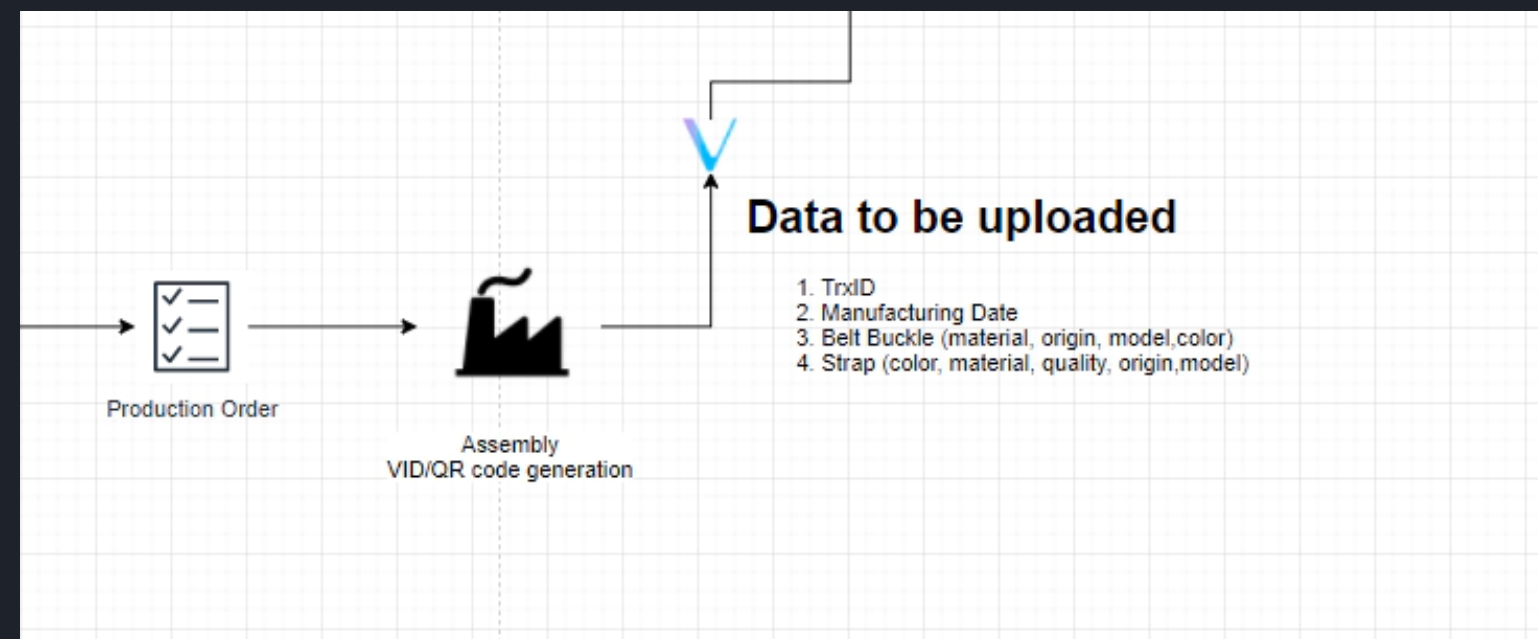 Data to be uploaded
1. TrxID
2. Manufacturing Date
3. Belt Buckle (material, origin, model,color)
4. Strap (color, material, quality, origin,model)
Production Order
Assembly
VID/QR code generation